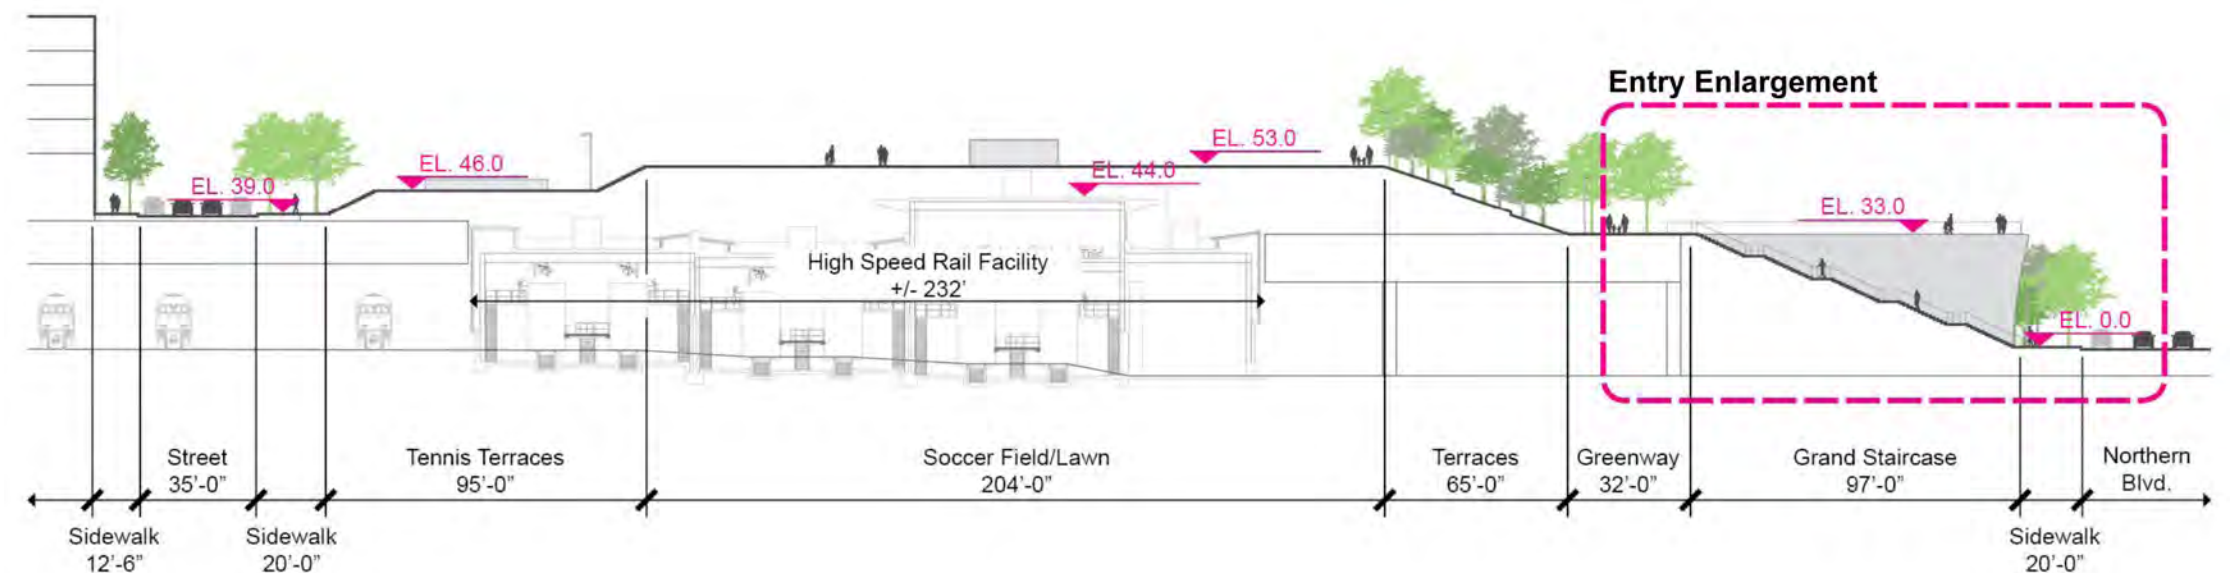 Entry Enlargement
EL. 39.0
EL. 46.0
EL. 53.0
EL. 44.0
EL. 33.0
EL. 0.0
High Speed Rail Facility
+/- 232'
Street
35'-0"
Tennis Terraces
95'-0"
Soccer Field/Lawn
204'-0"
Terraces
65'-0"
Greenway
32'-0"
Grand Staircase
97'-0"
Northern
Blvd.
Sidewalk
12'-6"
Sidewalk
20'-0"
Sidewalk
20'-0"